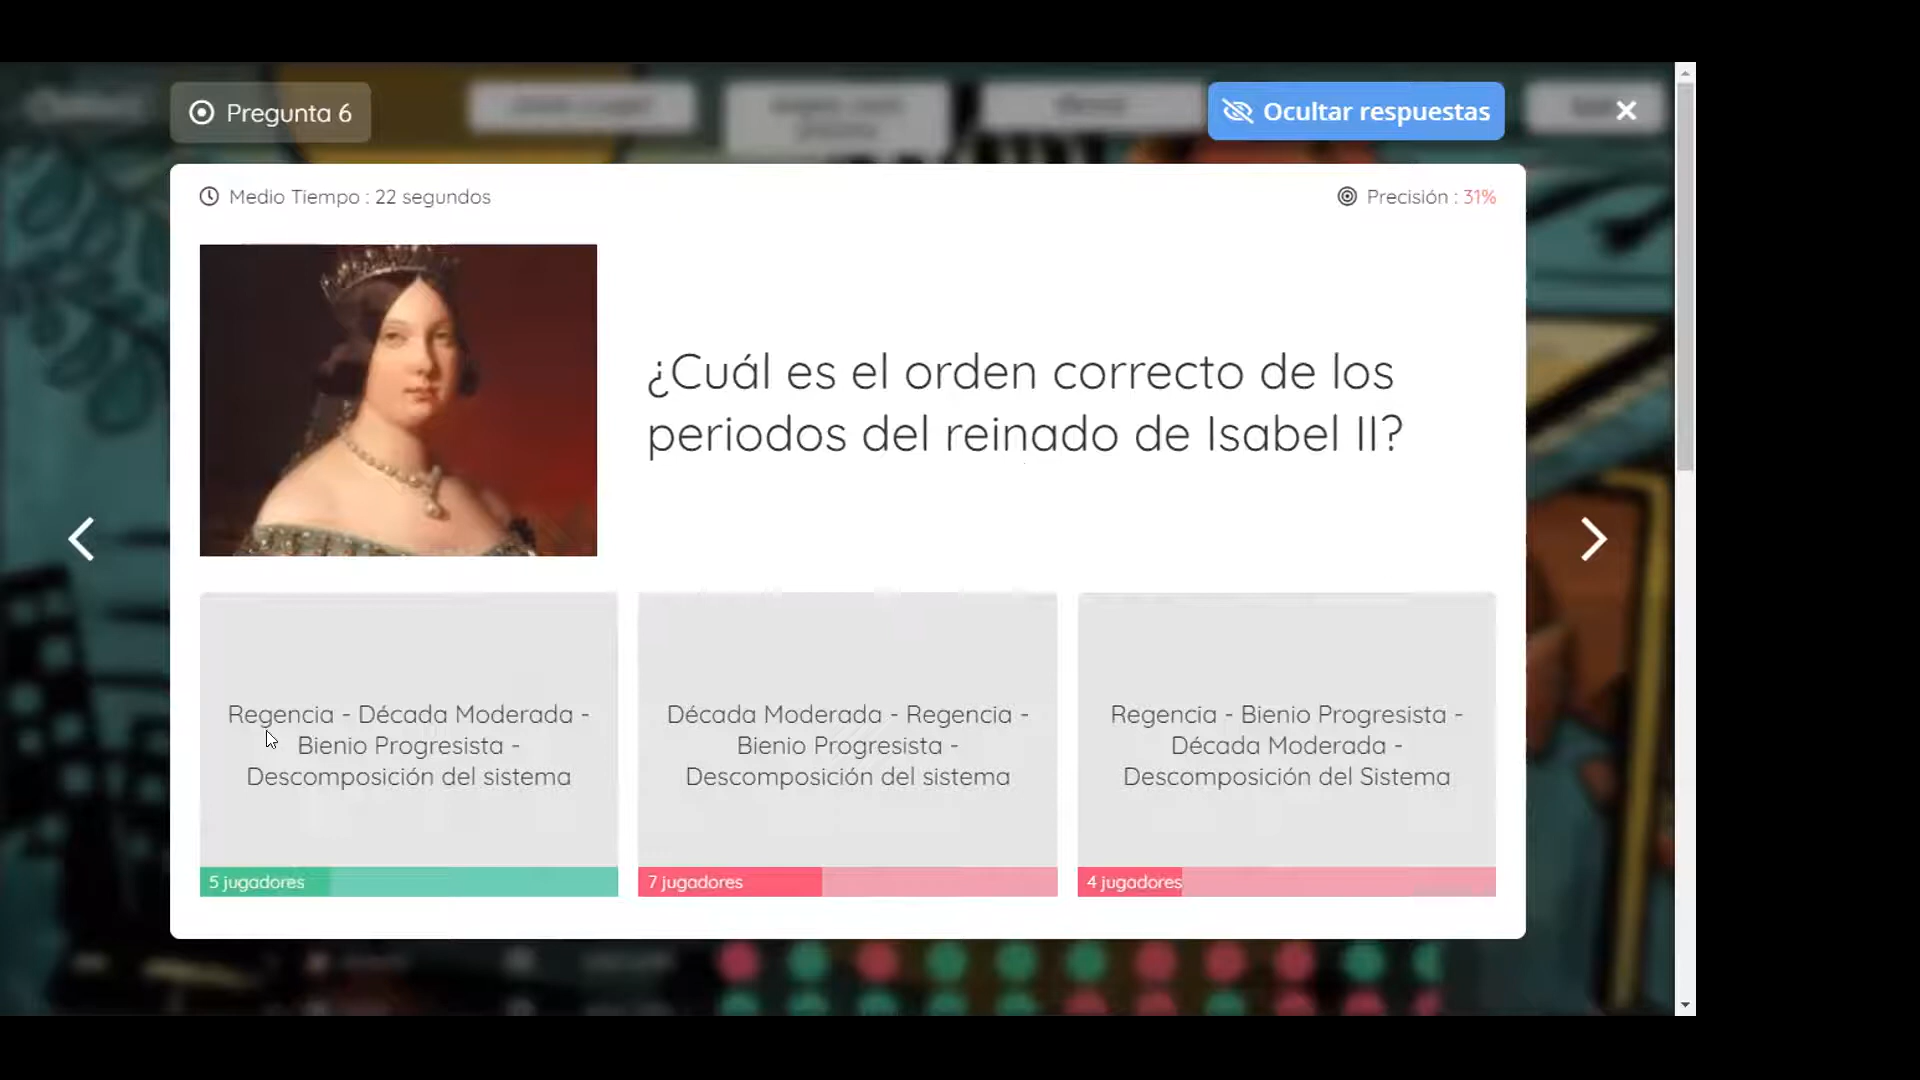 Pregunta 6
Ocultar respuestas
Medio Tiempo : 22 segundos
Precisión : 31%
¿Cuál es el orden correcto de los
periodos del reinado de Isabel II?
Regencia - Década Moderada -
Bienio Progresista -
Descomposición del sistema
5 jugadores
Década Moderada - Regencia -
Bienio Progresista -
Descomposición del sistema
7 jugadores
Regencia - Bienio Progresista -
Década Moderada -
Descomposición del Sistema
4 jugadores